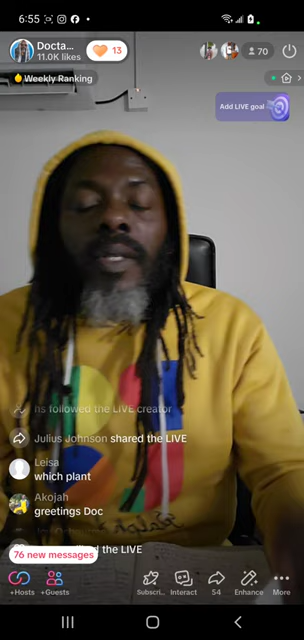 6:55
Docta...
11.0K likes
13
70
Weekly Ranking
Add LIVE goal
hs followed the LIVE creator
Julius Johnson shared the LIVE
Leisa
which plant
Akojah
greetings Doc
76 new messages
the LIVE
+Hosts
+Guests
Subscri...
Interact
54
Enhance
More